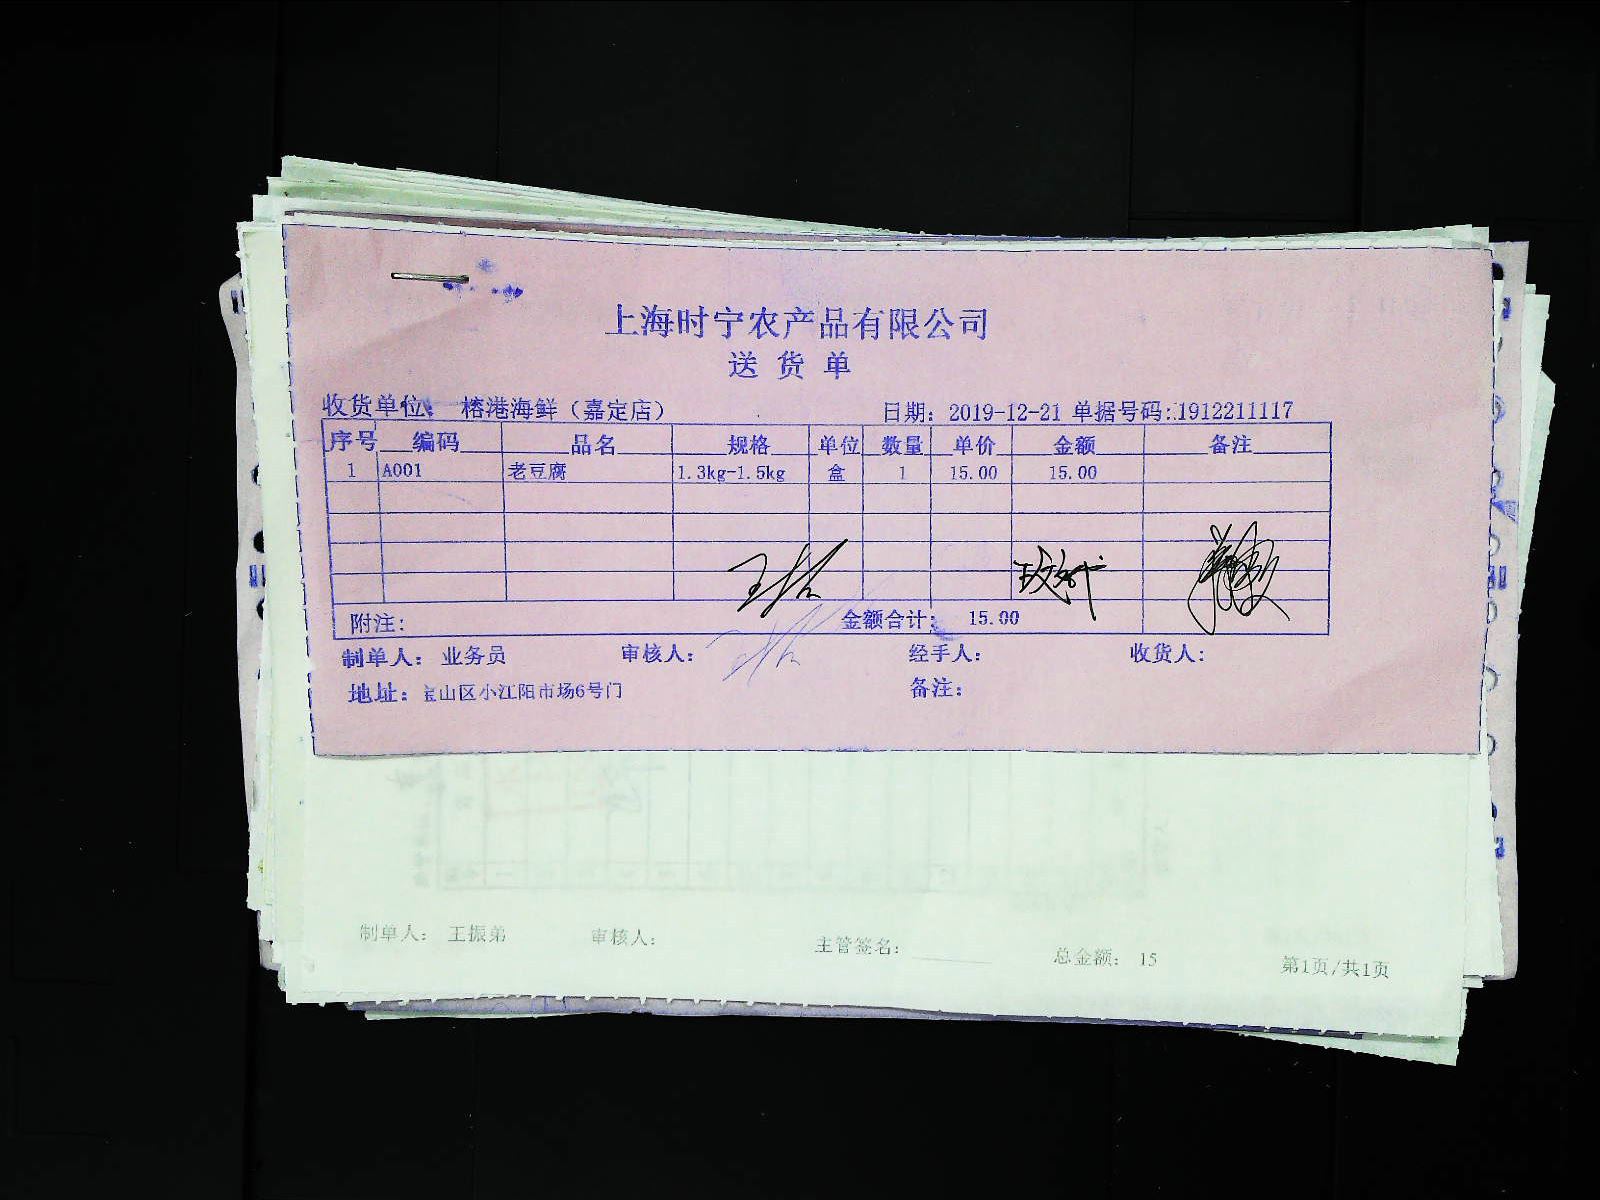 上海时宁农产品有限公司
送货单
收货单位: 榕港海鲜（嘉定店） 日期: 2019-12-21 单据号码:1912211117
序号 编码 品名 规格 单位 数量 单价 金额 备注
1 A001 老豆腐 1.3kg-1.5kg 盒 1 15.00 15.00
附注: 金额合计: 15.00
制单人: 业务员 审核人: 经手人: 收货人:
地址: 宝山区小江阳市场6号门 备注:
制单人: 王振弟 审核人: 主管签名: 总金额: 15 第1页/共1页